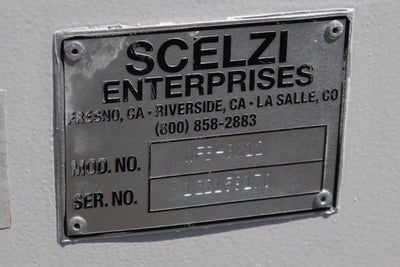 SCELZI
ENTERPRISES
FRESNO, CA • RIVERSIDE, CA • LA SALLE, CO
(800) 858-2883
MOD. NO.
SER. NO.